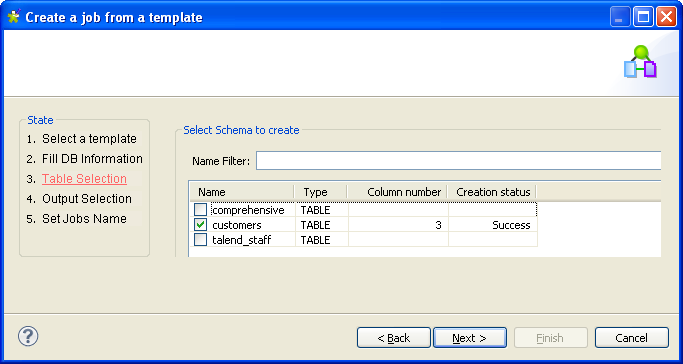 Create a job from a template
State
1. Select a template
2. Fill DB Information
3. Table Selection
4. Output Selection
5. Set Jobs Name
Select Schema to create
Name Filter:
Name Type Column number Creation status
comprehensive TABLE
customers TABLE 3 Success
talend_staff TABLE
? < Back Next > Finish Cancel